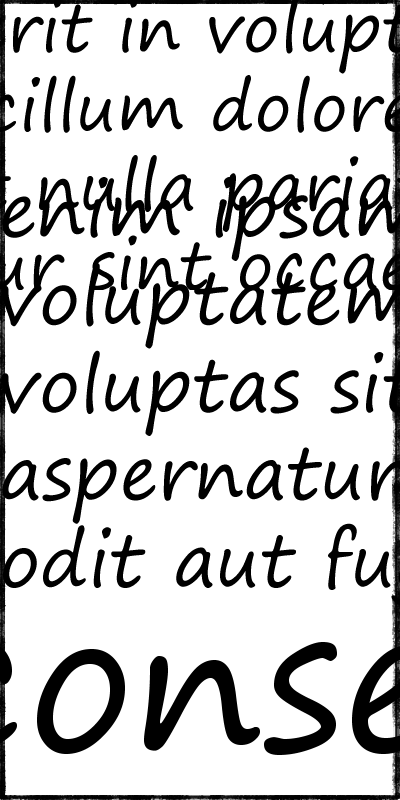 rit in volupt
cillum dolore
nulla paria
enim ipsam
ur sint occae
voluptatem
voluptas sit
aspernatur
odit aut fu
conse